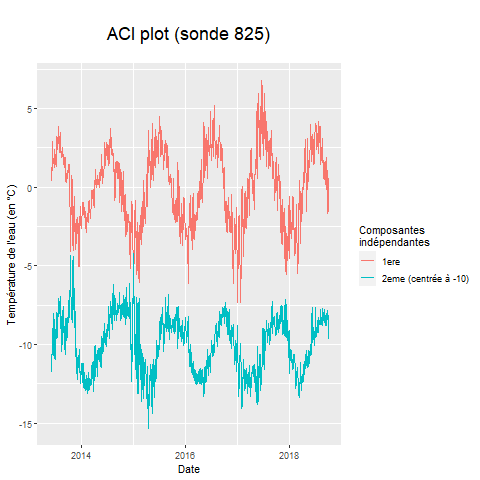 ACI plot (sonde 825)
Température de l'eau (en °C)
5
0
-5
-10
-15
2014
2016
2018
Date
Composantes
indépendantes
1ere
2eme (centrée à -10)